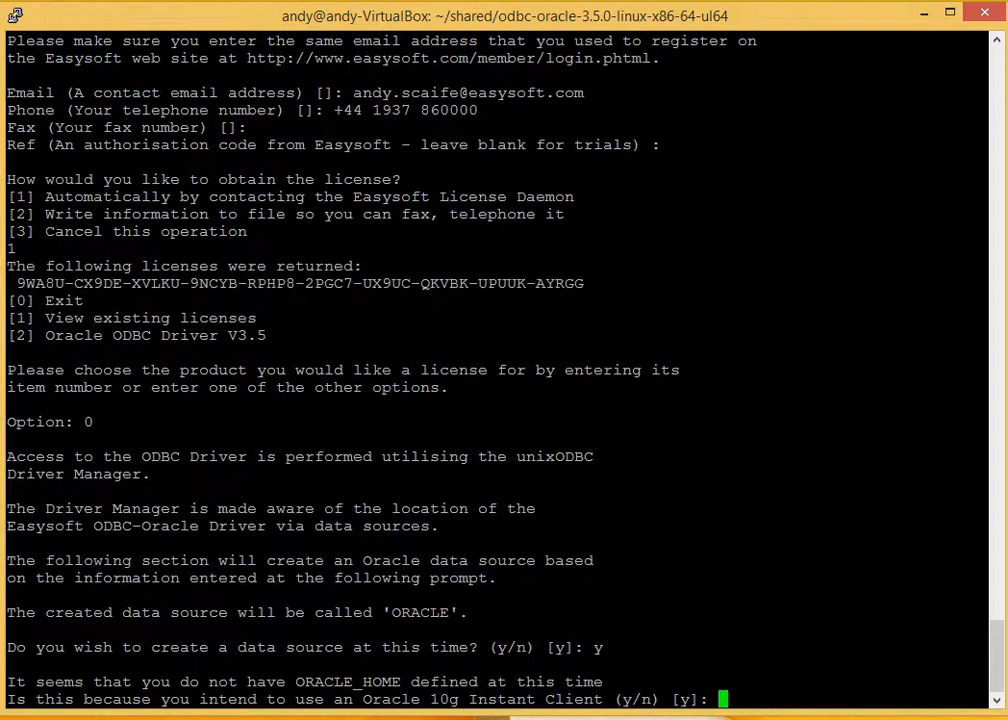 andy@andy-VirtualBox: ~/shared/odbc-oracle-3.5.0-linux-x86-64-ul64
Please make sure you enter the same email address that you used to register on
the Easysoft web site at http://www.easysoft.com/member/login.phtml.
Email (A contact email address) []: andy.scaife@easysoft.com
Phone (Your telephone number) []: +44 1937 860000
Fax (Your fax number) []:
Ref (An authorisation code from Easysoft - leave blank for trials) :
How would you like to obtain the license?
[1] Automatically by contacting the Easysoft License Daemon
[2] Write information to file so you can fax, telephone it
[3] Cancel this operation
1
The following licenses were returned:
9WA8U-CX9DE-XVLKU-9NCYB-RPHP8-2PGC7-UX9UC-QKVBK-UPUUK-AYRGG
[0] Exit
[1] View existing licenses
[2] Oracle ODBC Driver V3.5
Please choose the product you would like a license for by entering its
item number or enter one of the other options.
Option: 0
Access to the ODBC Driver is performed utilising the unixODBC
Driver Manager.
The Driver Manager is made aware of the location of the
Easysoft ODBC-Oracle Driver via data sources.
The following section will create an Oracle data source based
on the information entered at the following prompt.
The created data source will be called 'ORACLE'.
Do you wish to create a data source at this time? (y/n) [y]: y
It seems that you do not have ORACLE_HOME defined at this time
Is this because you intend to use an Oracle 10g Instant Client (y/n) [y]: